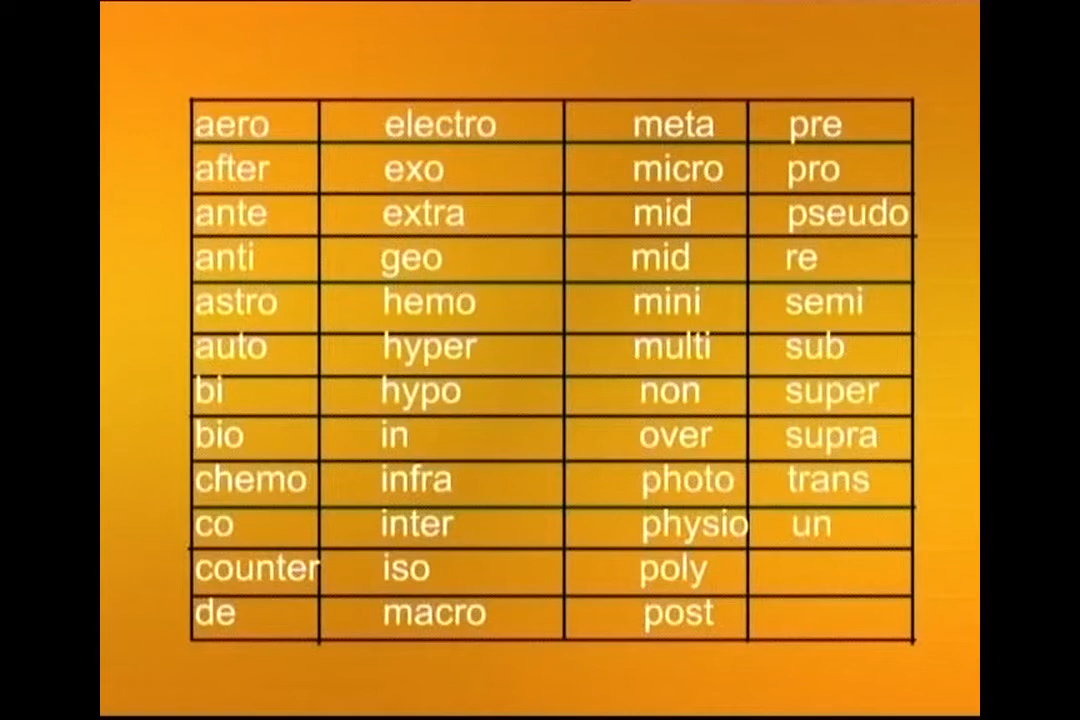 aero electro meta pre
after exo micro pro
ante extra mid pseudo
anti geo mid re
astro hemo mini semi
auto hyper multi sub
bi hypo non super
bio in over supra
chemo infra photo trans
co inter physio un
counter iso poly
de macro post